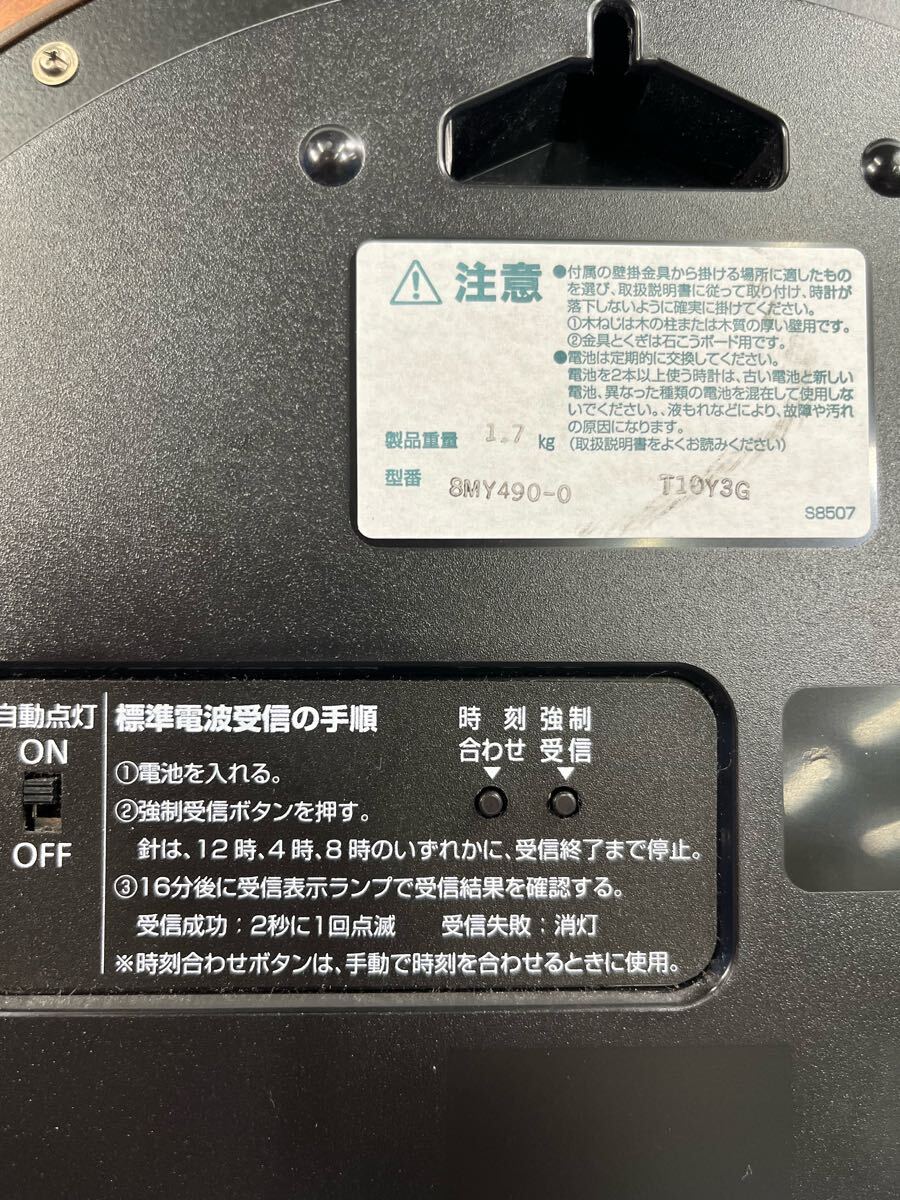 注意
●付属の壁掛金具から掛ける場所に適したもの
を選び、取扱説明書に従って取り付け、時計が
落下しないように確実に掛けてください。
①木ねじは木の柱または木質の厚い壁用です。
②金具とくぎは石こうボード用です。
●電池は定期的に交換してください。
電池を2本以上使う時計は、古い電池と新しい
電池、異なった種類の電池を混在して使用しな
いでください。、液もれなどにより、故障や汚れ
の原因になります。
(取扱説明書をよくお読みください)
製品重量 1.7 kg
型番 8MY490-0 T10Y3G
S8507
自動点灯
ON
OFF
標準電波受信の手順
時刻合わせ
強制受信
①電池を入れる。
②強制受信ボタンを押す。
針は、12時、4時、8時のいずれかに、受信終了まで停止。
③16分後に受信表示ランプで受信結果を確認する。
受信成功：2秒に1回点滅 受信失敗：消灯
※時刻合わせボタンは、手動で時刻を合わせるときに使用。